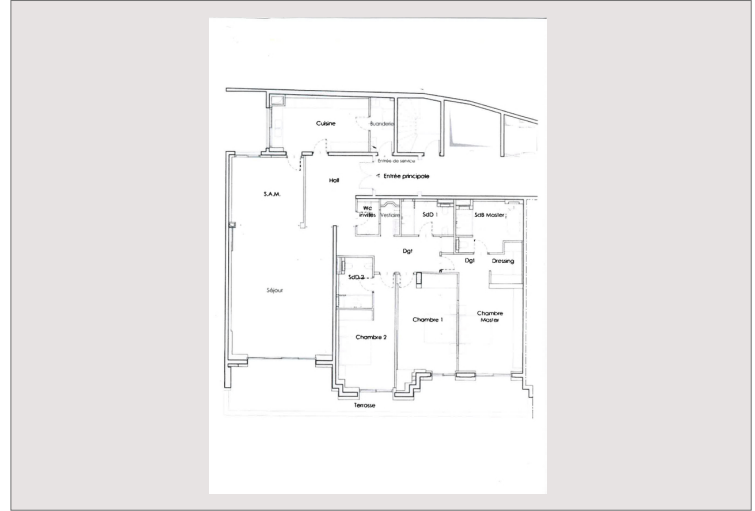 Cuisine
Buanderie
Entrée de service
Entrée principale
Hall
S.A.M.
Wc
invités
Vestiaire
SdD 1
SdB Master
Dgt
Dgt
Dressing
SdD 2
Séjour
Chambre 1
Chambre
Master
Chambre 2
Terrasse